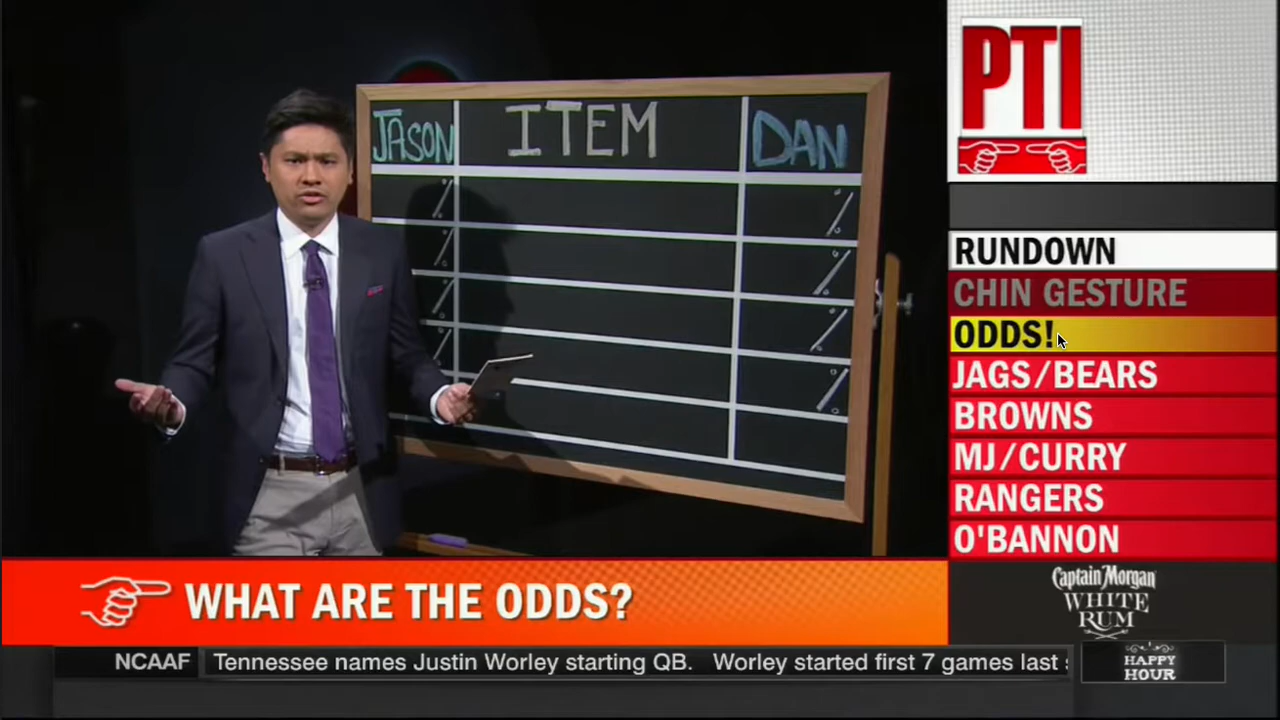 JASON ITEM DAN
PTI
RUNDOWN
CHIN GESTURE
ODDS!
JAGS/BEARS
BROWNS
MJ/CURRY
RANGERS
O'BANNON
WHAT ARE THE ODDS?
Captain Morgan
WHITE
RUM
HAPPY
HOUR
NCAAF Tennessee names Justin Worley starting QB. Worley started first 7 games last